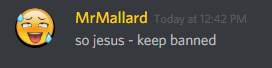 MrMallard Today at 12:42 PM
so jesus - keep banned